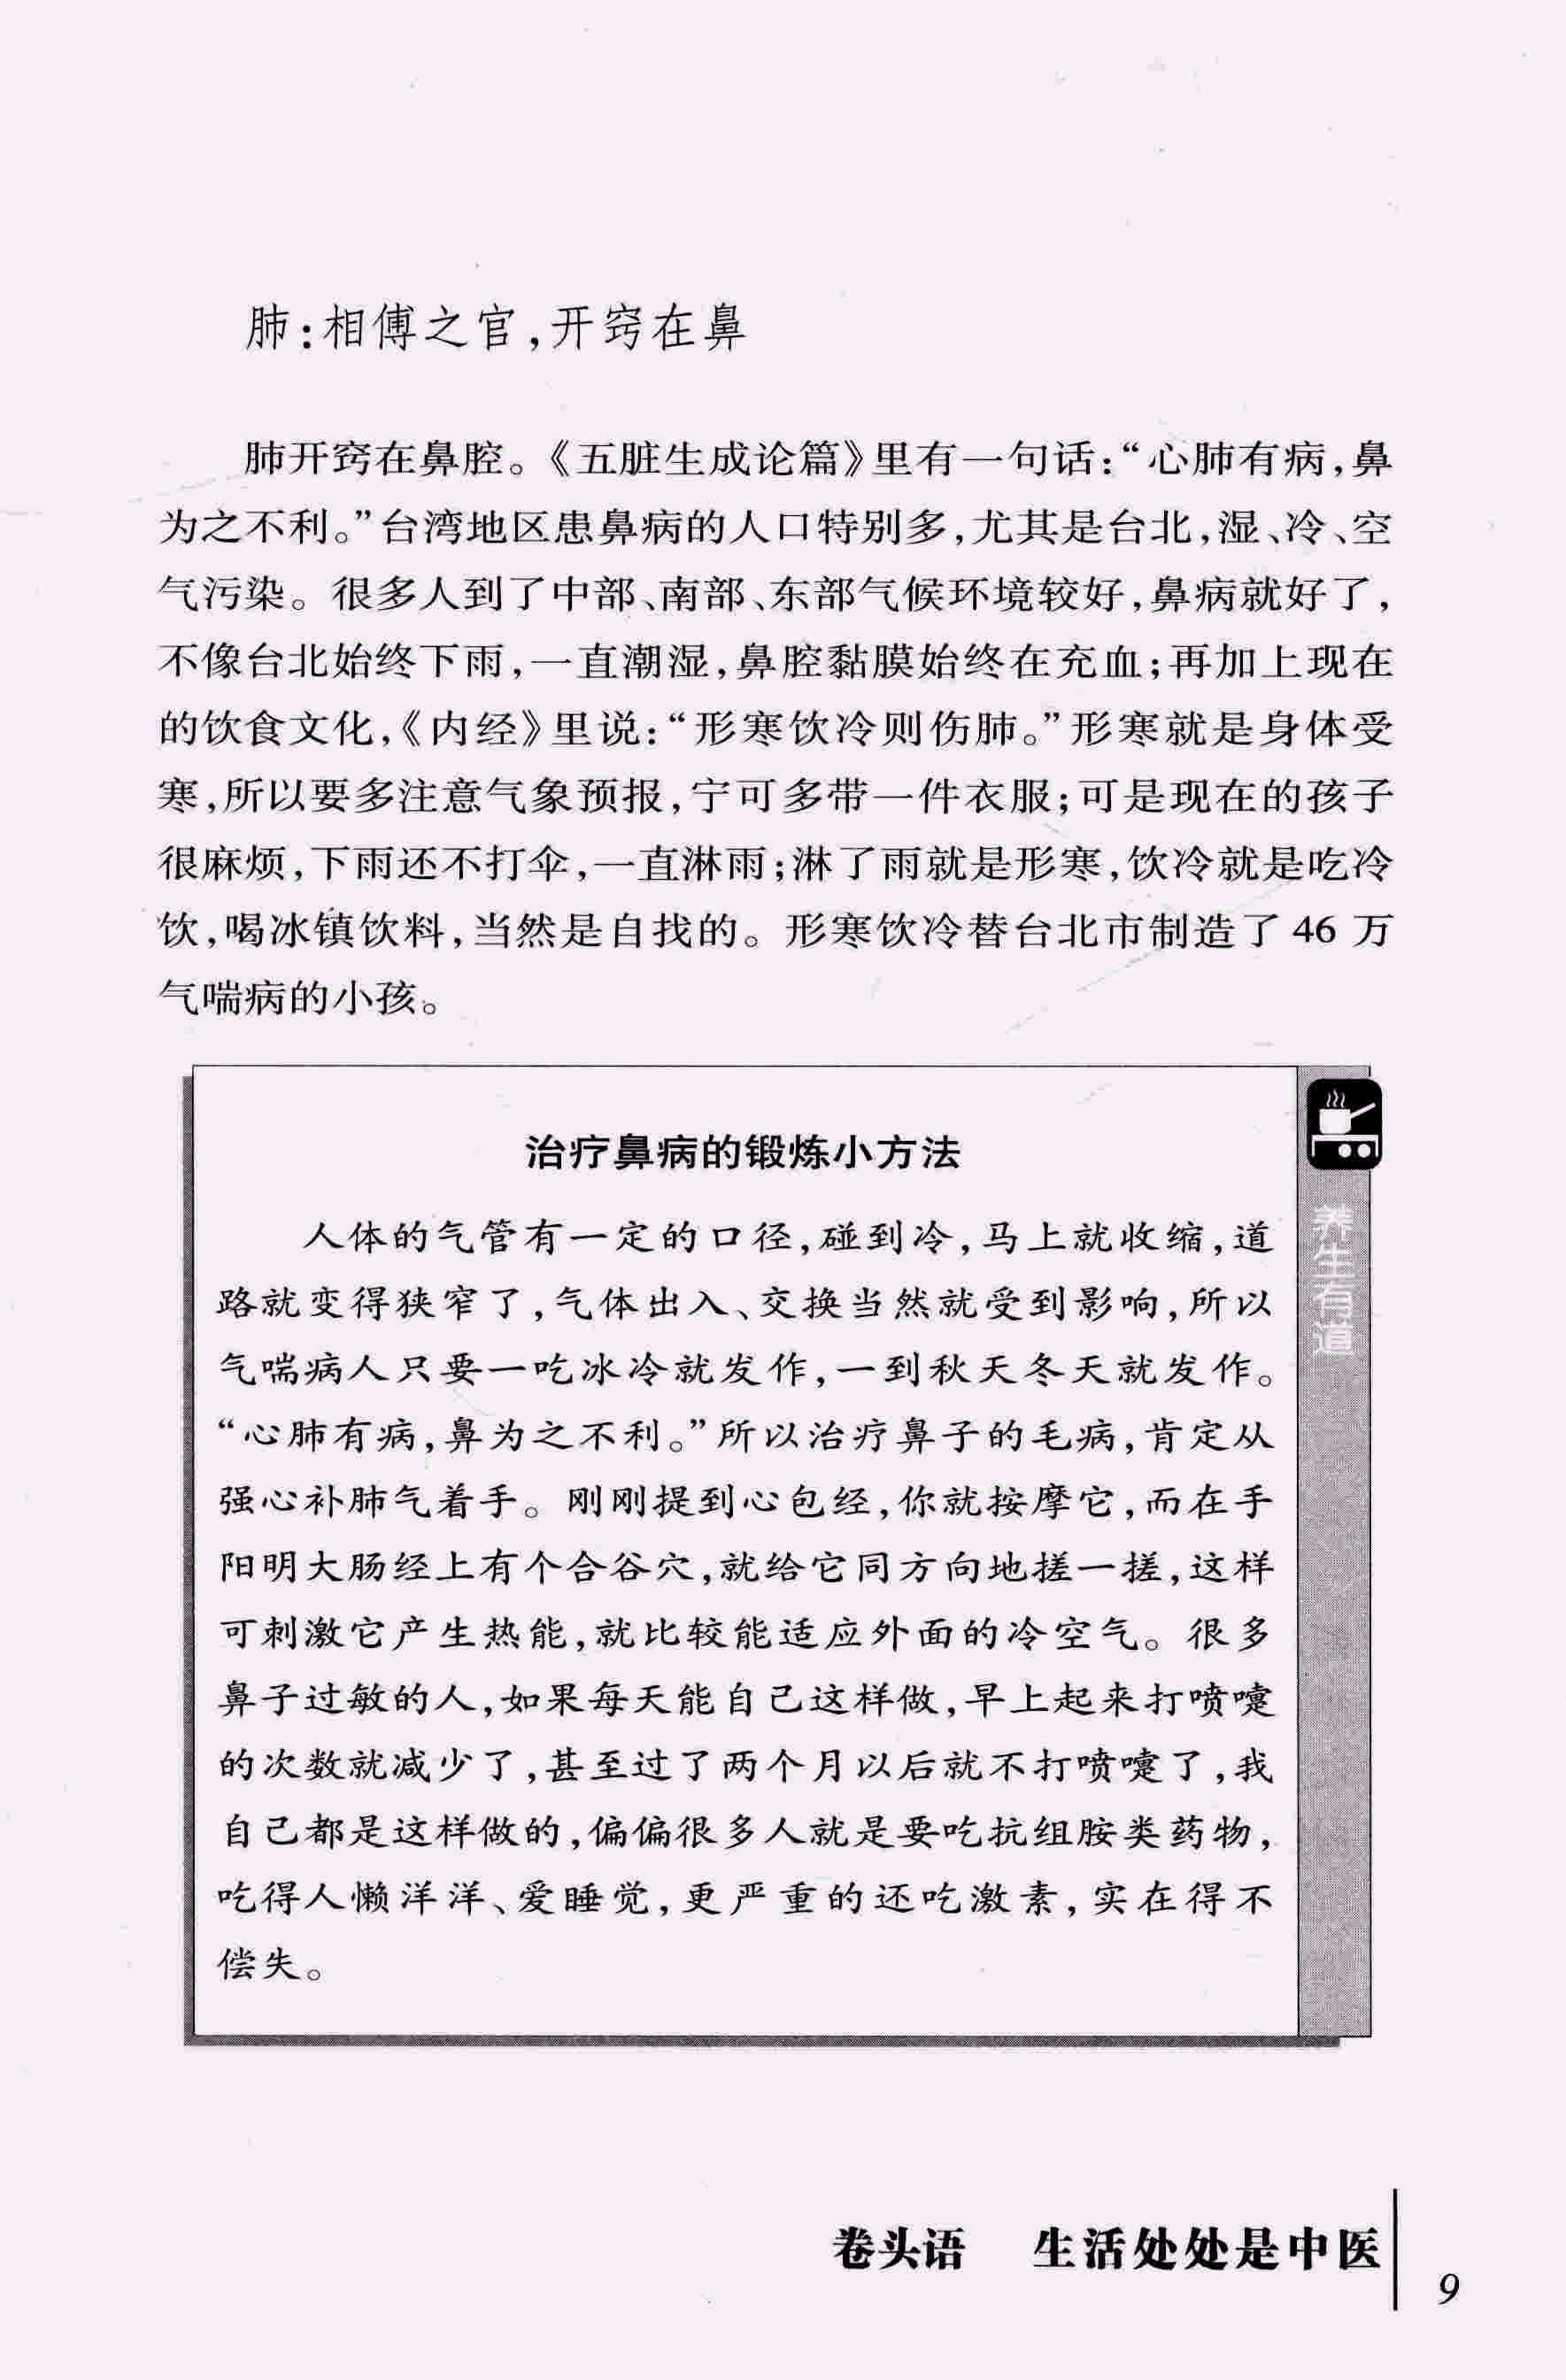 肺:相傅之官,开窍在鼻
肺开窍在鼻腔。《五脏生成论篇》里有一句话:“心肺有病,鼻
为之不利。”台湾地区患鼻病的人口特别多,尤其是台北,湿、冷、空
气污染。很多人到了中部、南部、东部气候环境较好,鼻病就好了,
不像台北始终下雨,一直潮湿,鼻腔黏膜始终在充血;再加上现在
的饮食文化,《内经》里说:“形寒饮冷则伤肺。”形寒就是身体受
寒,所以要多注意气象预报,宁可多带一件衣服;可是现在的孩子
很麻烦,下雨还不打伞,一直淋雨;淋了雨就是形寒,饮冷就是吃冷
饮,喝冰镇饮料,当然是自找的。形寒饮冷替台北市制造了 46 万
气喘病的小孩。
治疗鼻病的锻炼小方法
人体的气管有一定的口径,碰到冷,马上就收缩,道
路就变得狭窄了,气体出入、交换当然就受到影响,所以
气喘病人只要一吃冰冷就发作,一到秋天冬天就发作。
“心肺有病,鼻为之不利。”所以治疗鼻子的毛病,肯定从
强心补肺气着手。刚刚提到心包经,你就按摩它,而在手
阳明大肠经上有个合谷穴,就给它同方向地搓一搓,这样
可刺激它产生热能,就比较能适应外面的冷空气。很多
鼻子过敏的人,如果每天能自己这样做,早上起来打喷嚏
的次数就减少了,甚至过了两个月以后就不打喷嚏了,我
自己都是这样做的,偏偏很多人就是要吃抗组胺类药物,
吃得人懒洋洋、爱睡觉,更严重的还吃激素,实在得不
偿失。
养生有道
卷头语 生活处处是中医
9